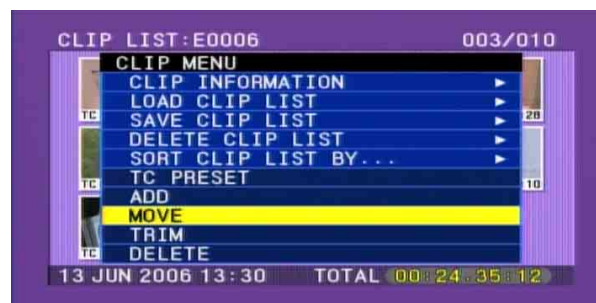 CLIP LIST:E0006 003/010
CLIP MENU
CLIP INFORMATION
LOAD CLIP LIST
TC 28
SAVE CLIP LIST
DELETE CLIP LIST
SORT CLIP LIST BY...
TC PRESET
TC 10
ADD
MOVE
TRIM
TC DELETE
13 JUN 2006 13:30 TOTAL 00:24:35:12